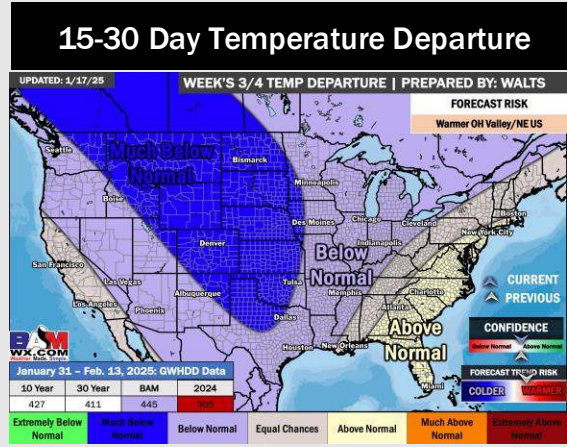 15-30 Day Temperature Departure
UPDATED: 1/17/25
WEEK'S 3/4 TEMP DEPARTURE | PREPARED BY: WALTS
FORECAST RISK
Warmer OH Valley/NE US
Seattle
Much Below
Normal
Bismarck
Minneapolis
Boise
Boston
Des Moines
Chicago
Cleveland
New York City
Indianapolis
Denver
Below
Normal
San Francisco
Las Vegas
Tulsa
CURRENT
PREVIOUS
Los Angeles
Albuquerque
Memphis
Charlotte
Phoenix
Atlanta
Dallas
Above
Normal
CONFIDENCE
Below Normal
Above Normal
Houston
New Orleans
BAM
WX.COM
Weather Made Simple
FORECAST TREND RISK
COLDER
WARMER
Miami
January 31 – Feb. 13, 2025: GWHDD Data
10 Year 30 Year BAM 2024
427 411 445 305
Extremely Below Normal
Much Below Normal
Below Normal
Equal Chances
Above Normal
Much Above Normal
Extremely Above Normal